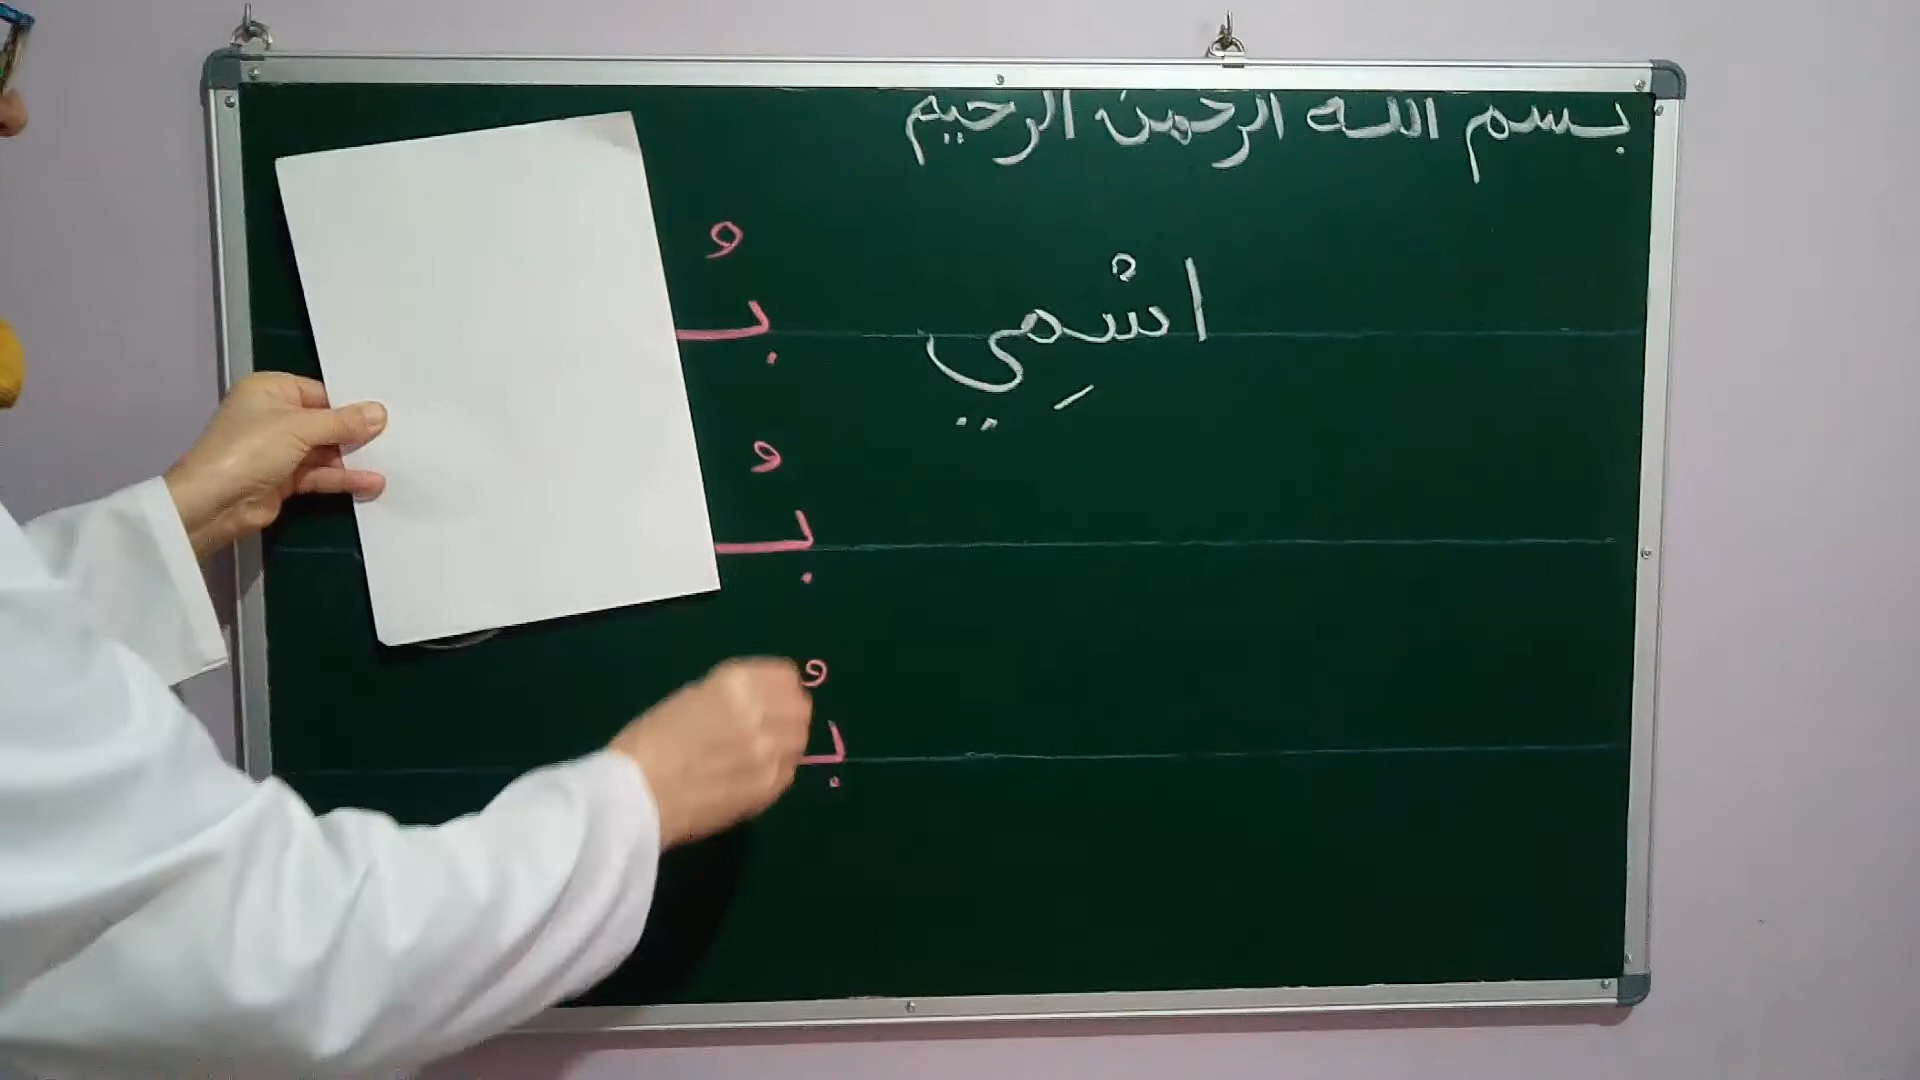 بسم الله الرحمن الرحيم
اسْمِي
بُـ
بُـ
بُـ